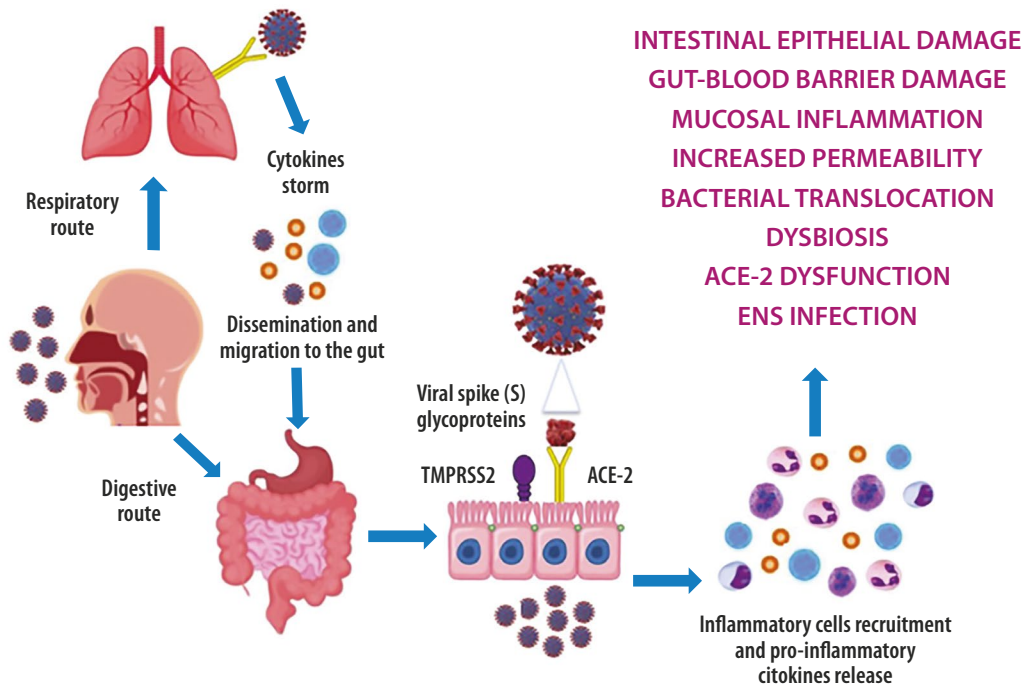 INTESTINAL EPITHELIAL DAMAGE
GUT-BLOOD BARRIER DAMAGE
MUCOSAL INFLAMMATION
INCREASED PERMEABILITY
BACTERIAL TRANSLOCATION
DYSBIOSIS
ACE-2 DYSFUNCTION
ENS INFECTION
Cytokines
storm
Respiratory
route
Dissemination and
migration to the gut
Viral spike (S)
glycoproteins
TMPRSS2
ACE-2
Digestive
route
Inflammatory cells recruitment
and pro-inflammatory
citokines release